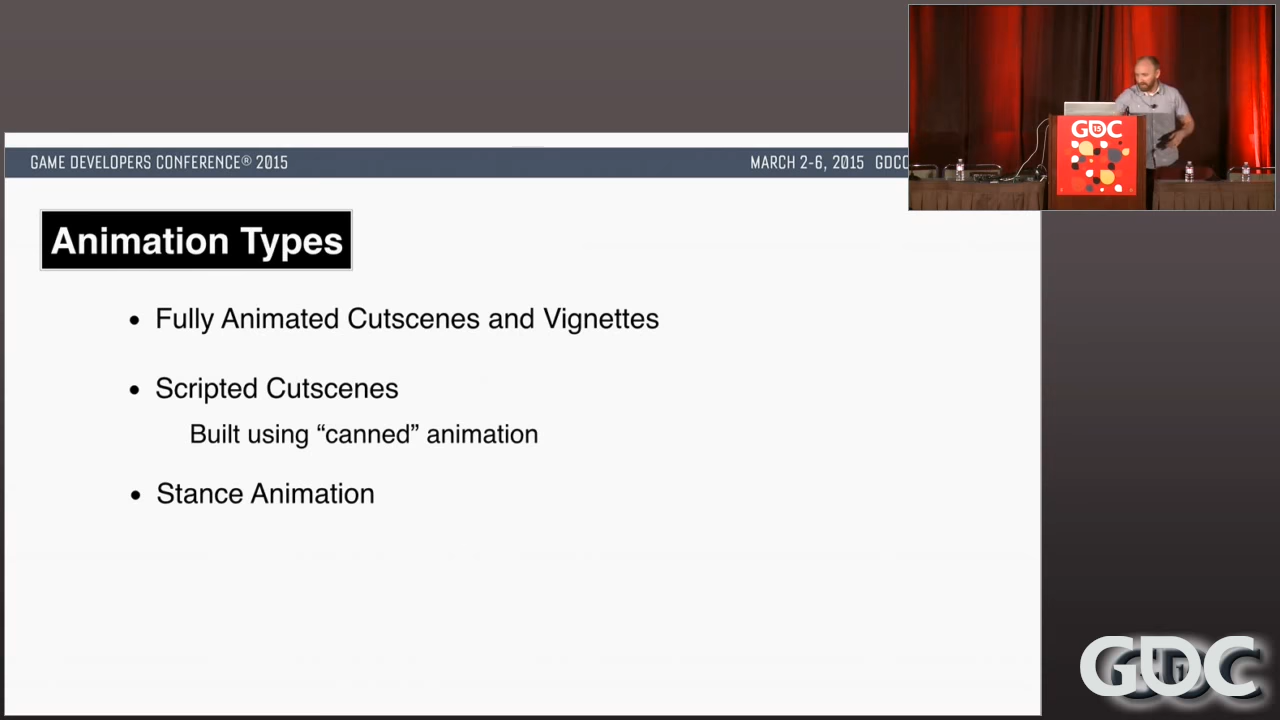 GAME DEVELOPERS CONFERENCE® 2015
MARCH 2-6, 2015 GDCC
Animation Types
• Fully Animated Cutscenes and Vignettes
• Scripted Cutscenes
Built using “canned” animation
• Stance Animation
GDC
15
GDC